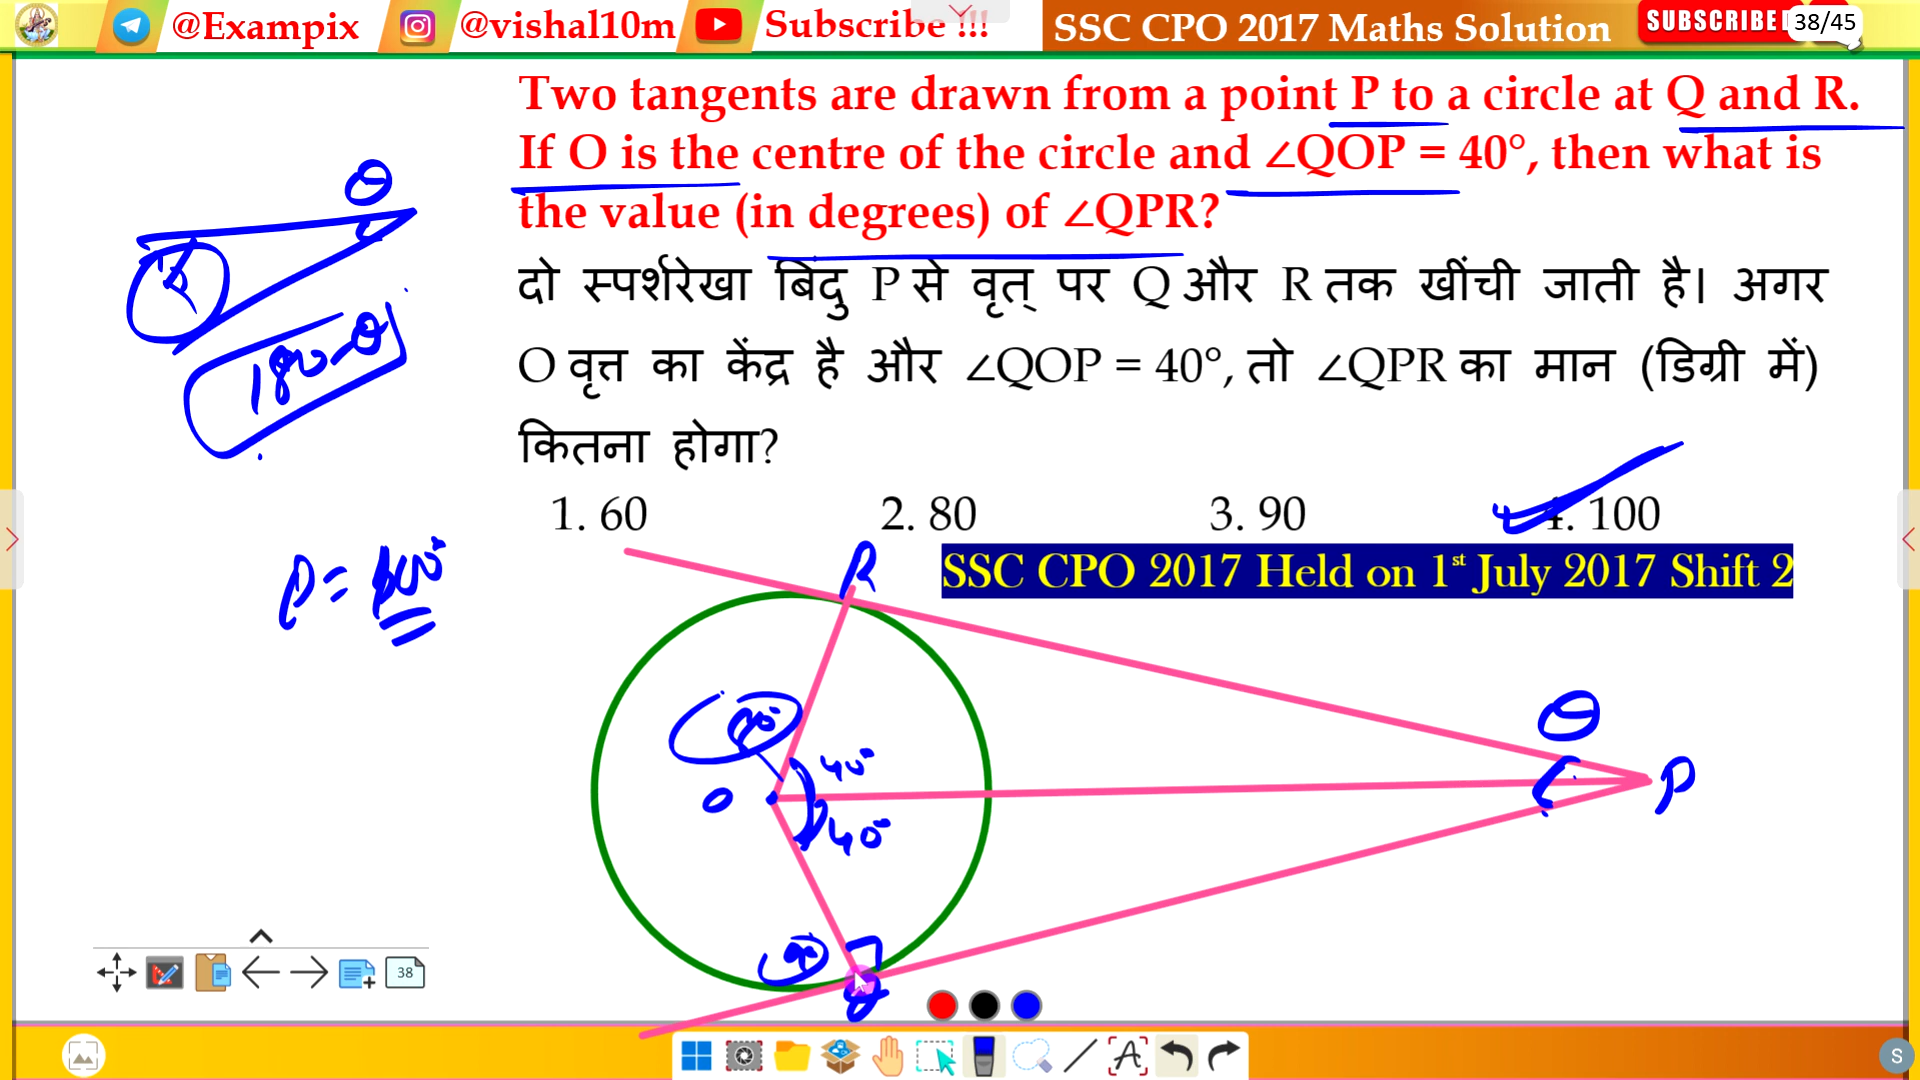 @Exampix @vishal10m Subscribe !!! SSC CPO 2017 Maths Solution SUBSCRIBE 38/45
Two tangents are drawn from a point P to a circle at Q and R.
If O is the centre of the circle and ∠QOP = 40°, then what is
the value (in degrees) of ∠QPR?
दो स्पर्शरेखा बिंदु P से वृत् पर Q और R तक खींची जाती है। अगर
O वृत्त का केंद्र है और ∠QOP = 40°, तो ∠QPR का मान (डिग्री में)
कितना होगा?
1. 60 2. 80 3. 90 4. 100
SSC CPO 2017 Held on 1st July 2017 Shift 2
θ
180-θ
P = 100°
R
θ
40°
O
P
40°
38
S